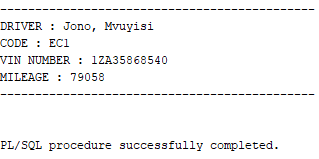 ---------------------------------------------
DRIVER : Jono, Mvuyisi
CODE : EC1
VIN NUMBER : 1ZA35868540
MILEAGE : 79058
---------------------------------------------
PL/SQL procedure successfully completed.